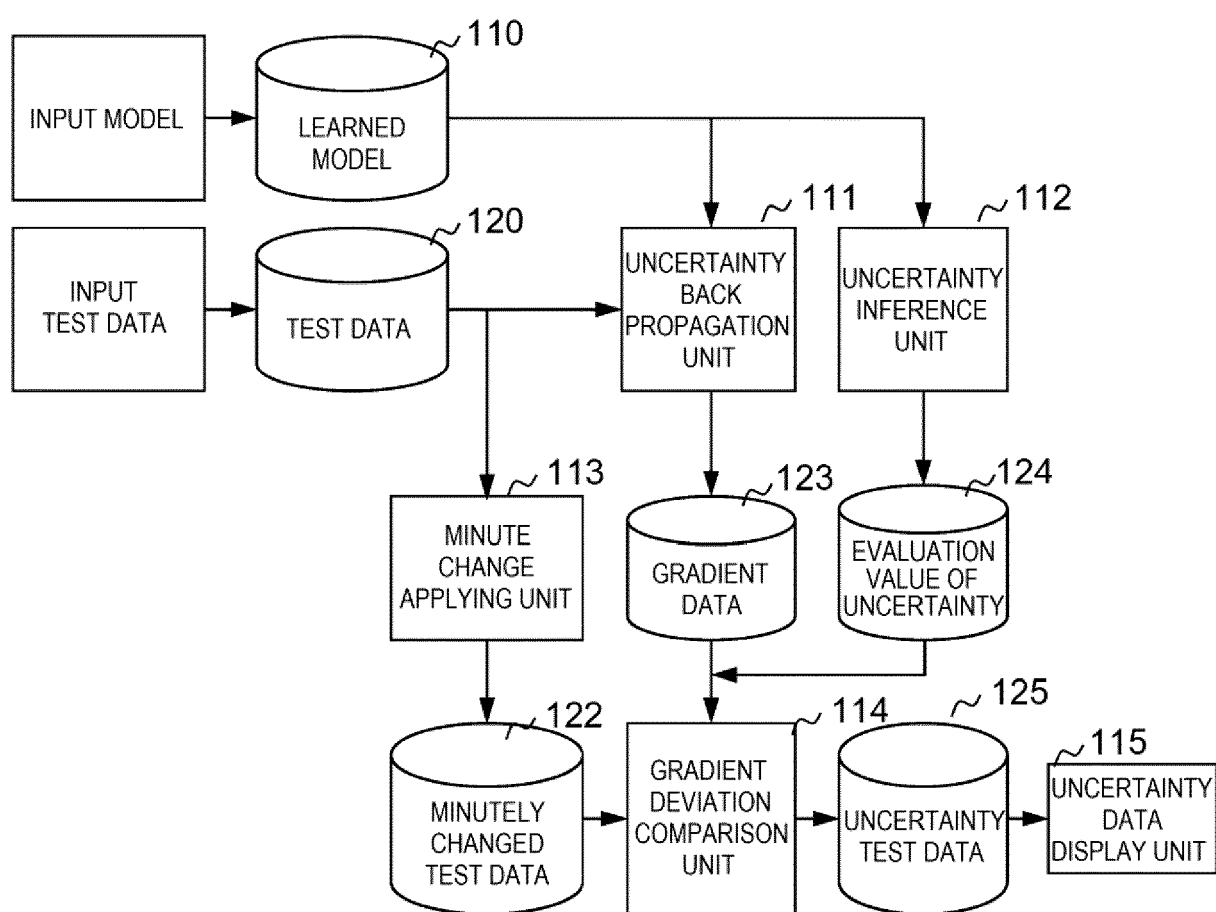 110
INPUT MODEL
LEARNED
MODEL
111
112
120
INPUT
TEST DATA
TEST DATA
UNCERTAINTY
BACK
PROPAGATION
UNIT
UNCERTAINTY
INFERENCE
UNIT
113
123
124
MINUTE
CHANGE
APPLYING UNIT
GRADIENT
DATA
EVALUATION
VALUE OF
UNCERTAINTY
122
114
125
115
MINUTELY
CHANGED
TEST DATA
GRADIENT
DEVIATION
COMPARISON
UNIT
UNCERTAINTY
TEST DATA
UNCERTAINTY
DATA
DISPLAY UNIT